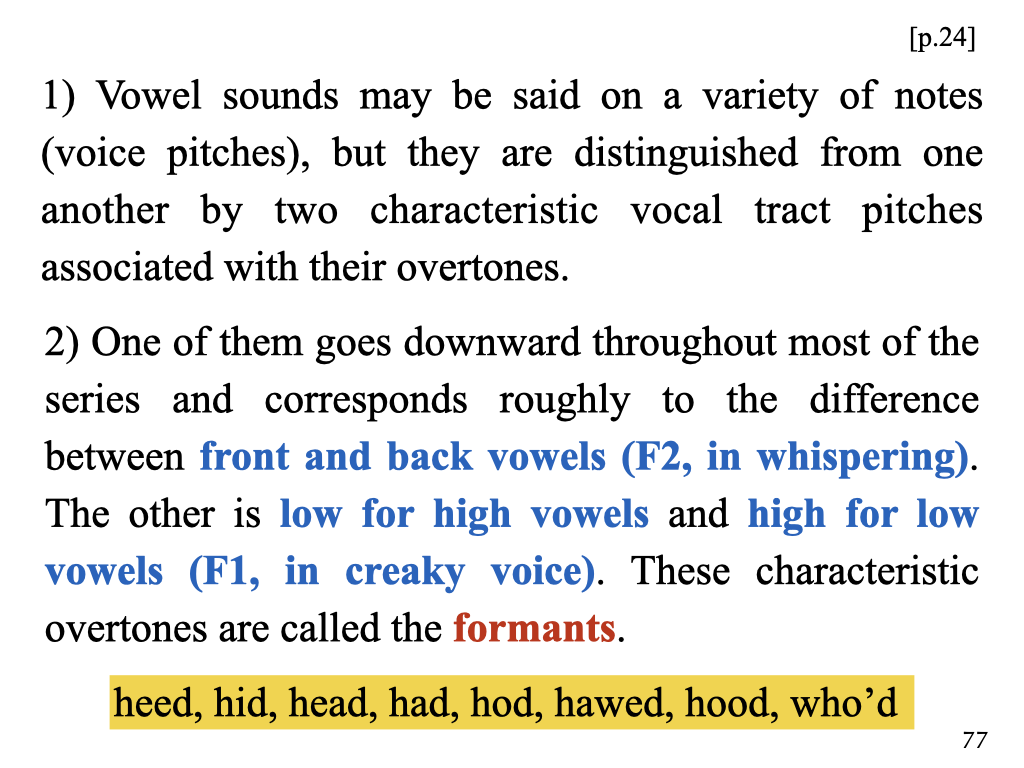 [p.24]
1) Vowel sounds may be said on a variety of notes
(voice pitches), but they are distinguished from one
another by two characteristic vocal tract pitches
associated with their overtones.
2) One of them goes downward throughout most of the
series and corresponds roughly to the difference
between front and back vowels (F2, in whispering).
The other is low for high vowels and high for low
vowels (F1, in creaky voice). These characteristic
overtones are called the formants.
heed, hid, head, had, hod, hawed, hood, who’d
77